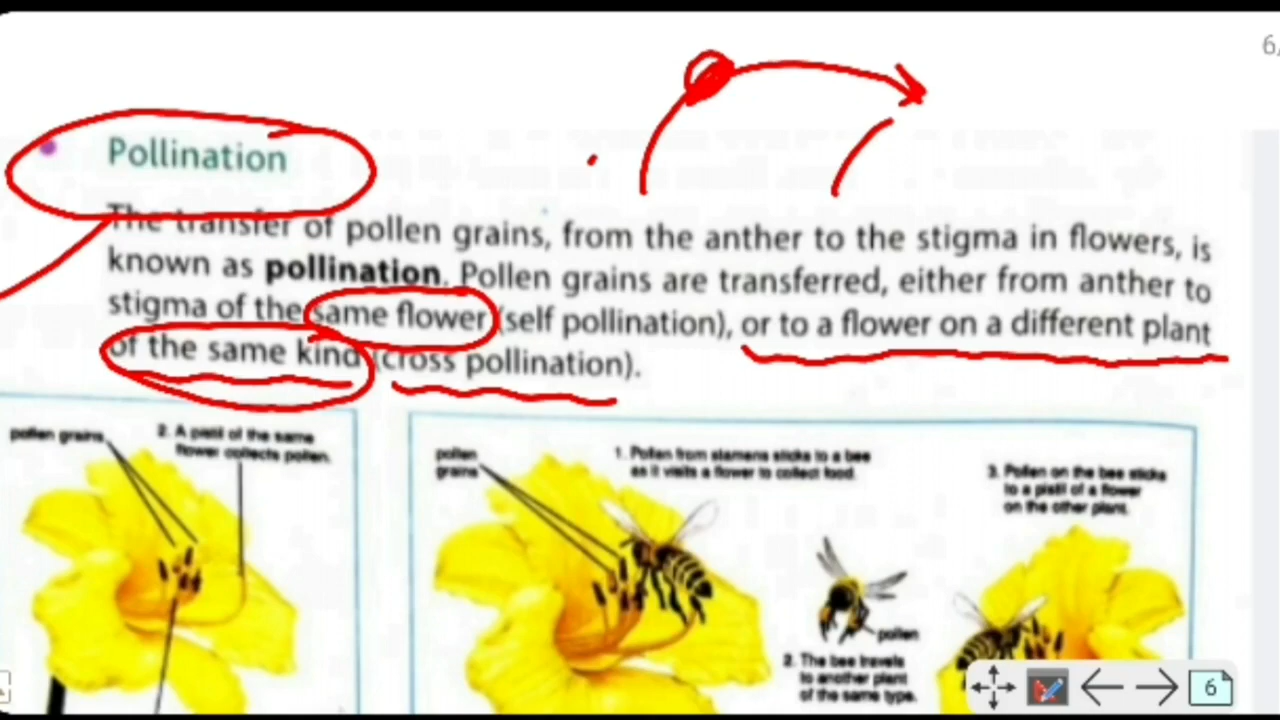 6/
Pollination
The transfer of pollen grains, from the anther to the stigma in flowers, is
known as pollination. Pollen grains are transferred, either from anther to
stigma of the same flower (self pollination), or to a flower on a different plant
of the same kind (cross pollination).
pollen grains
2. A pistil of the same
flower collects pollen.
pollen
grains
1. Pollen from stamens sticks to a bee
as it visits a flower to collect food.
3. Pollen on the bee sticks
to a pistil of a flower
on the other plant.
pollen
2. The bee travels
to another plant
of the same type.
6